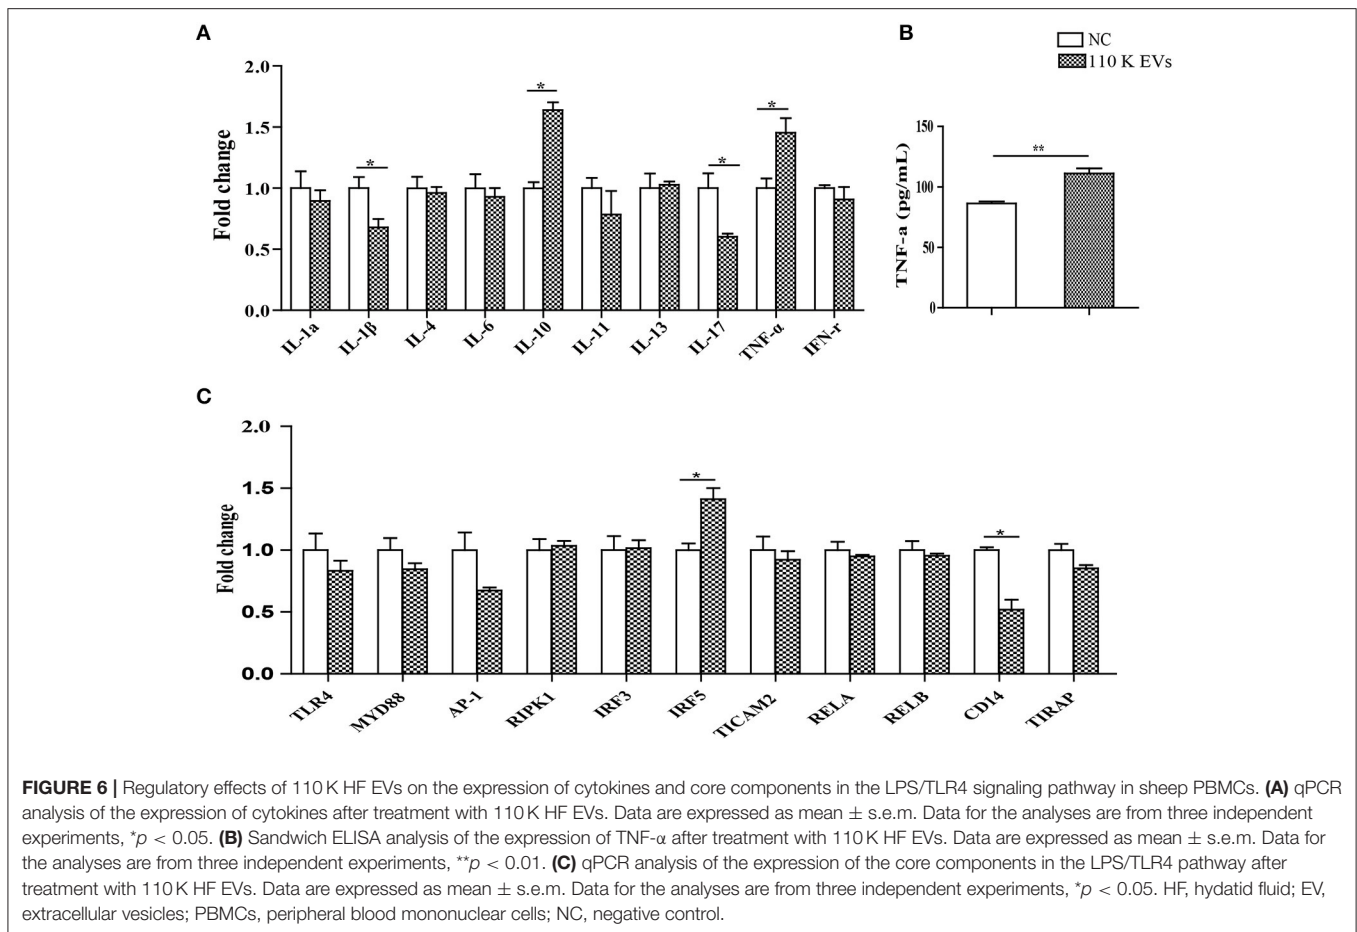 A
Fold change
2.0
1.5
1.0
0.5
0.0
IL-1a
IL-1β
IL-4
IL-6
IL-10
IL-11
IL-13
IL-17
TNF-α
IFN-r
*
*
*
*
B
NC
110 K EVs
TNF-a (pg/mL)
150
100
50
0
**
C
Fold change
2.0
1.5
1.0
0.5
0.0
TLR4
MYD88
AP-1
RIPK1
IRF3
IRF5
TICAM2
RELA
RELB
CD14
TIRAP
*
*
FIGURE 6 | Regulatory effects of 110 K HF EVs on the expression of cytokines and core components in the LPS/TLR4 signaling pathway in sheep PBMCs. (A) qPCR
analysis of the expression of cytokines after treatment with 110 K HF EVs. Data are expressed as mean ± s.e.m. Data for the analyses are from three independent
experiments, *p < 0.05. (B) Sandwich ELISA analysis of the expression of TNF-α after treatment with 110 K HF EVs. Data are expressed as mean ± s.e.m. Data for
the analyses are from three independent experiments, **p < 0.01. (C) qPCR analysis of the expression of the core components in the LPS/TLR4 pathway after
treatment with 110 K HF EVs. Data are expressed as mean ± s.e.m. Data for the analyses are from three independent experiments, *p < 0.05. HF, hydatid fluid; EV,
extracellular vesicles; PBMCs, peripheral blood mononuclear cells; NC, negative control.